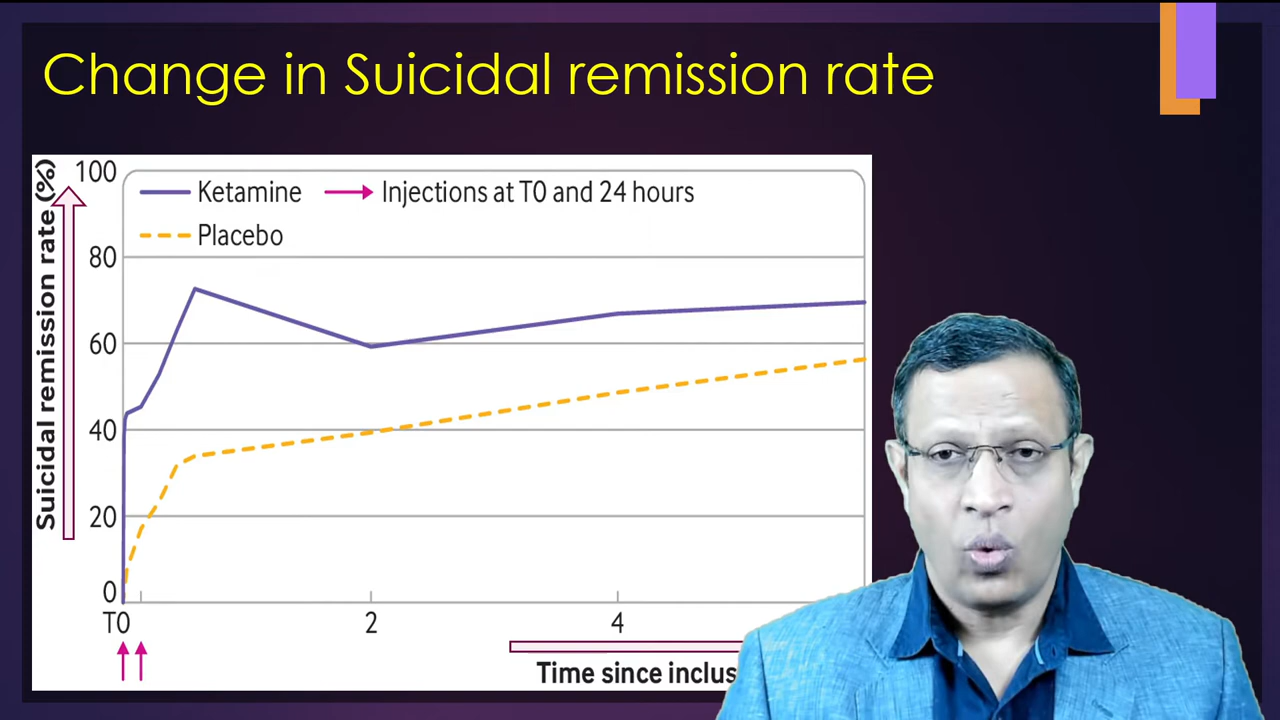 Change in Suicidal remission rate
Suicidal remission rate (%)
100
80
60
40
20
0
Ketamine
Injections at T0 and 24 hours
Placebo
T0
2
4
Time since